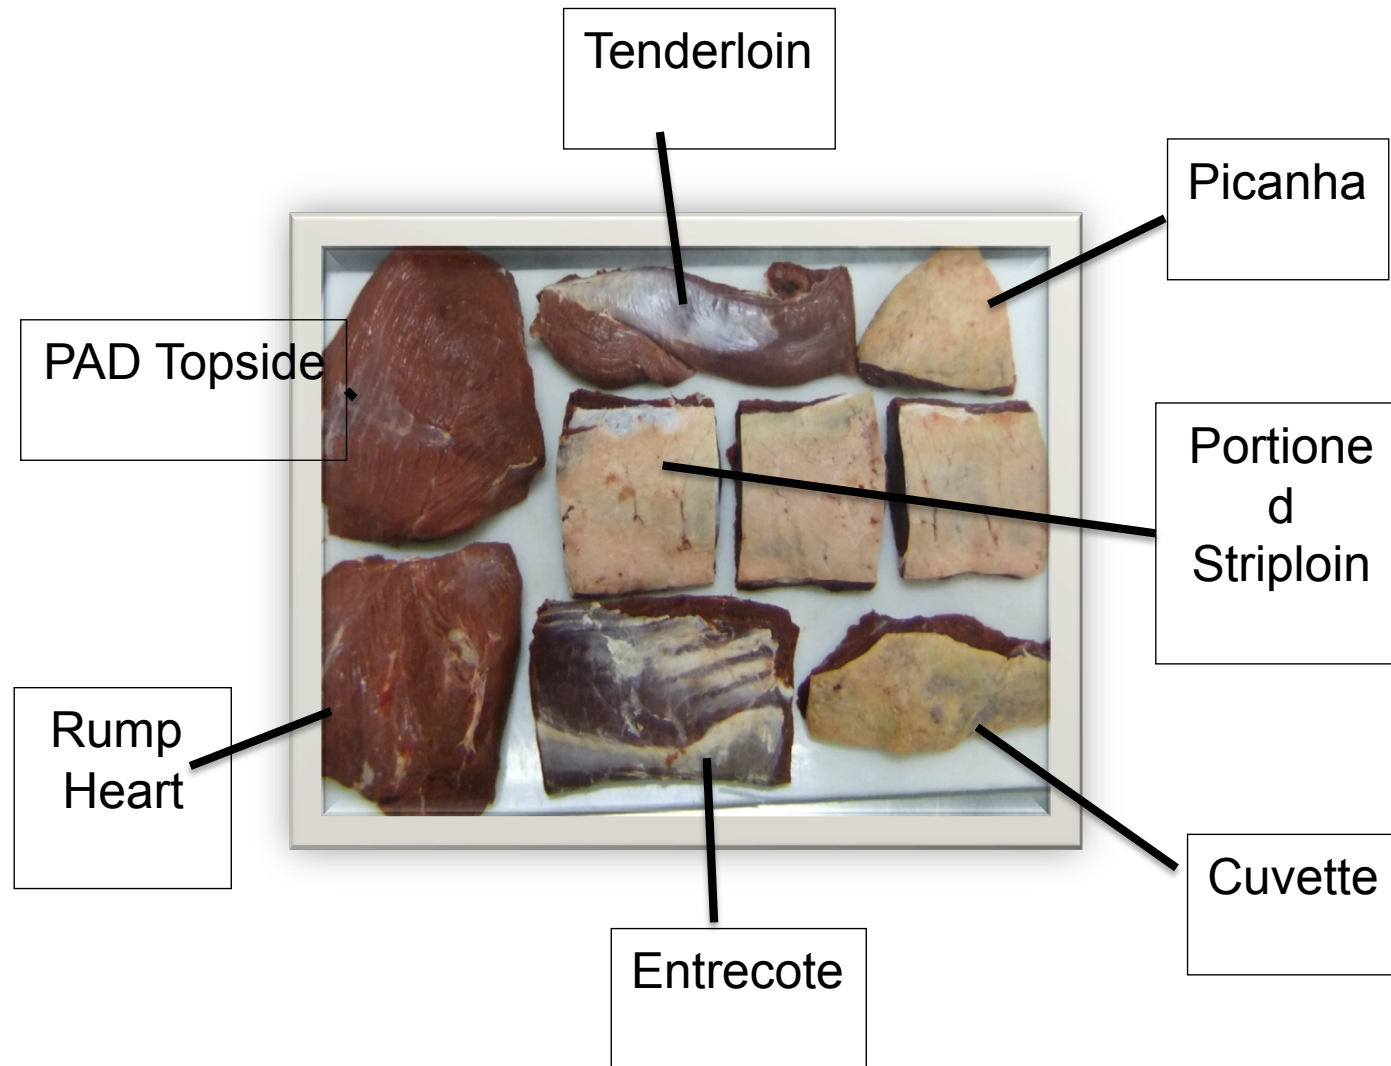 Tenderloin
Picanha
PAD Topside
Portione
d
Striploin
Rump
Heart
Cuvette
Entrecote